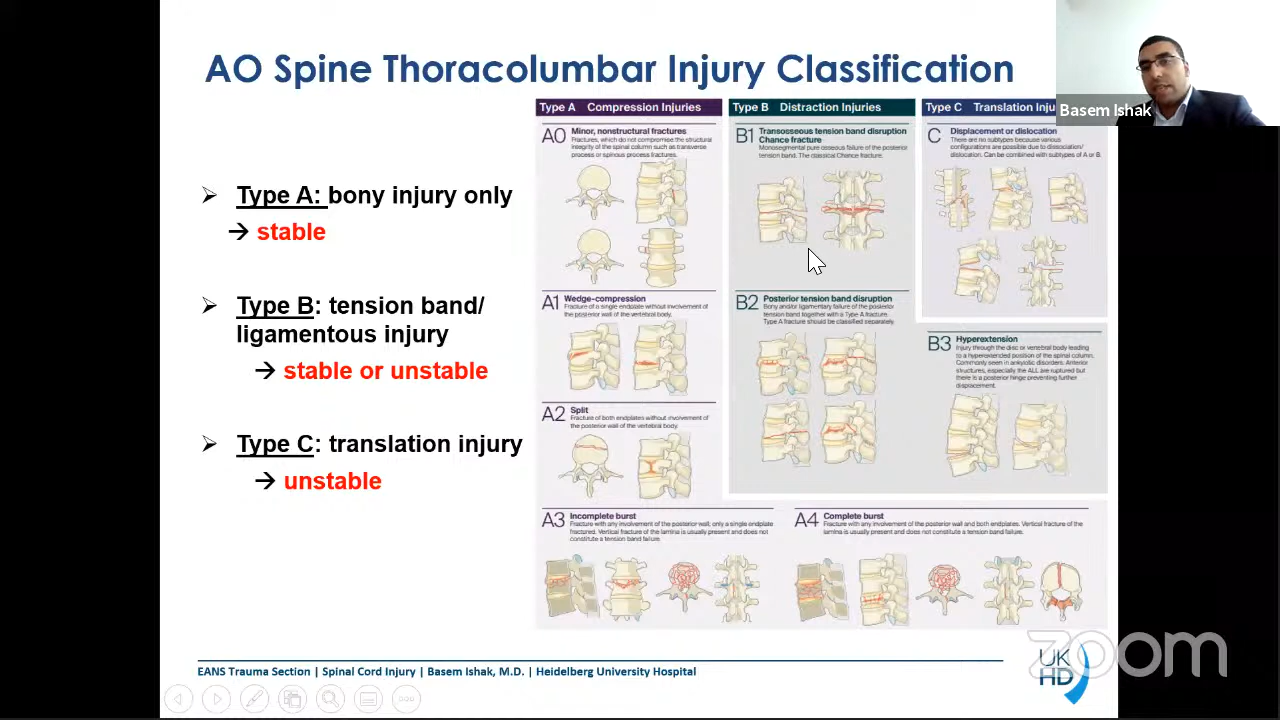 AO Spine Thoracolumbar Injury Classification
Basem Ishak
➢ Type A: bony injury only
→ stable
➢ Type B: tension band/
ligamentous injury
→ stable or unstable
➢ Type C: translation injury
→ unstable
Type A Compression Injuries
A0 Minor, nonstructural fractures
Fractures, which do not compromise the structural
integrity of the spinal column such as transverse
process or spinous process fractures.
A1 Wedge-compression
Fracture of a single endplate without involvement of
the posterior wall of the vertebral body.
A2 Split
Fracture of both endplates without involvement of
the posterior wall of the vertebral body.
Type B Distraction Injuries
B1 Transosseous tension band disruption
Chance fracture
Monosegmental pure osseous failure of the posterior
tension band. The classical Chance fracture.
B2 Posterior tension band disruption
Bony and/or ligamentary failure of the posterior
tension band together with a Type A fracture.
Type A fracture should be classified separately.
Type C Translation Inju
C Displacement or dislocation
There are no subtypes because various
configurations are possible due to dissociation/
dislocation. Can be combined with subtypes of A or B.
B3 Hyperextension
Injury through the disc or vertebral body leading
to a hyperextended position of the spinal column.
Commonly seen in ankylotic disorders. Anterior
structures, especially the ALL are ruptured but
there is a posterior hinge preventing further
displacement.
A3 Incomplete burst
Fracture with any involvement of the posterior wall; only a single endplate
fractured. Vertical fracture of the lamina is usually present and does not
constitute a tension band failure.
A4 Complete burst
Fracture with any involvement of the posterior wall and both endplates. Vertical fracture of the
lamina is usually present and does not constitute a tension band failure.
EANS Trauma Section | Spinal Cord Injury | Basem Ishak, M.D. | Heidelberg University Hospital
UK
HD
zoom